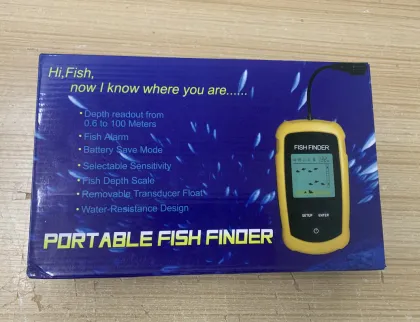 Hi,Fish,
now I know where you are......
•Depth readout from
0.6 to 100 Meters
•Fish Alarm
•Battery Save Mode
•Selectable Sensitivity
•Fish Depth Scale
•Removable Transducer Float
•Water-Resistance Design
FISH FINDER
SETUP ENTER
PORTABLE FISH FINDER